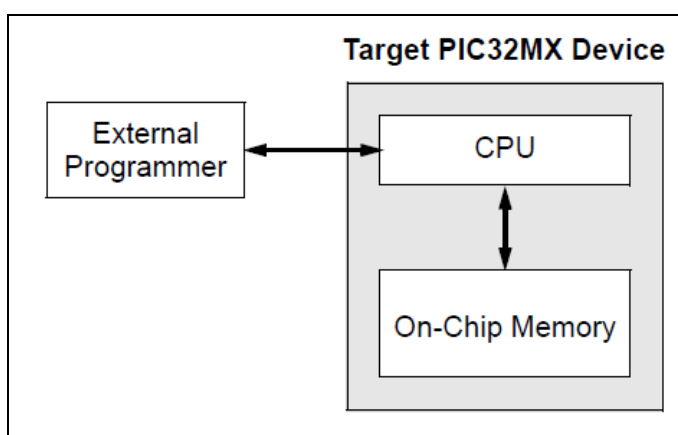 Target PIC32MX Device
External
Programmer
CPU
On-Chip Memory